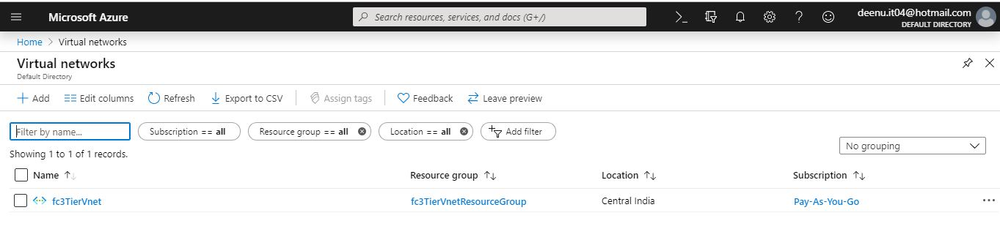 Microsoft Azure
Search resources, services, and docs (G+/)
deenu.it04@hotmail.com
DEFAULT DIRECTORY
Home > Virtual networks
Virtual networks
Default Directory
Add Edit columns Refresh Export to CSV Assign tags Feedback Leave preview
Filter by name... Subscription == all Resource group == all Location == all Add filter
No grouping
Showing 1 to 1 of 1 records.
Name Resource group Location Subscription
fc3TierVnet fc3TierVnetResourceGroup Central India Pay-As-You-Go